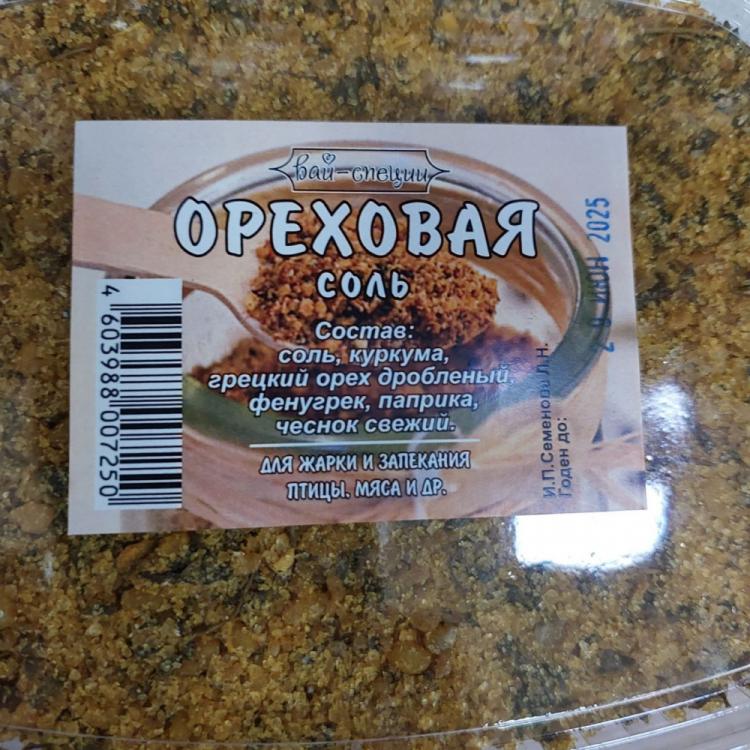 вай-специи
ОРЕХОВАЯ
СОЛЬ
Состав:
соль, куркума,
грецкий орех дробленый,
фенугрек, паприка,
чеснок свежий.
ДЛЯ ЖАРКИ И ЗАПЕКАНИЯ
ПТИЦЫ, МЯСА И ДР.
4 603988 007250
И.П.Семенова Л.Н.
Годен до:
ИЮН 2025